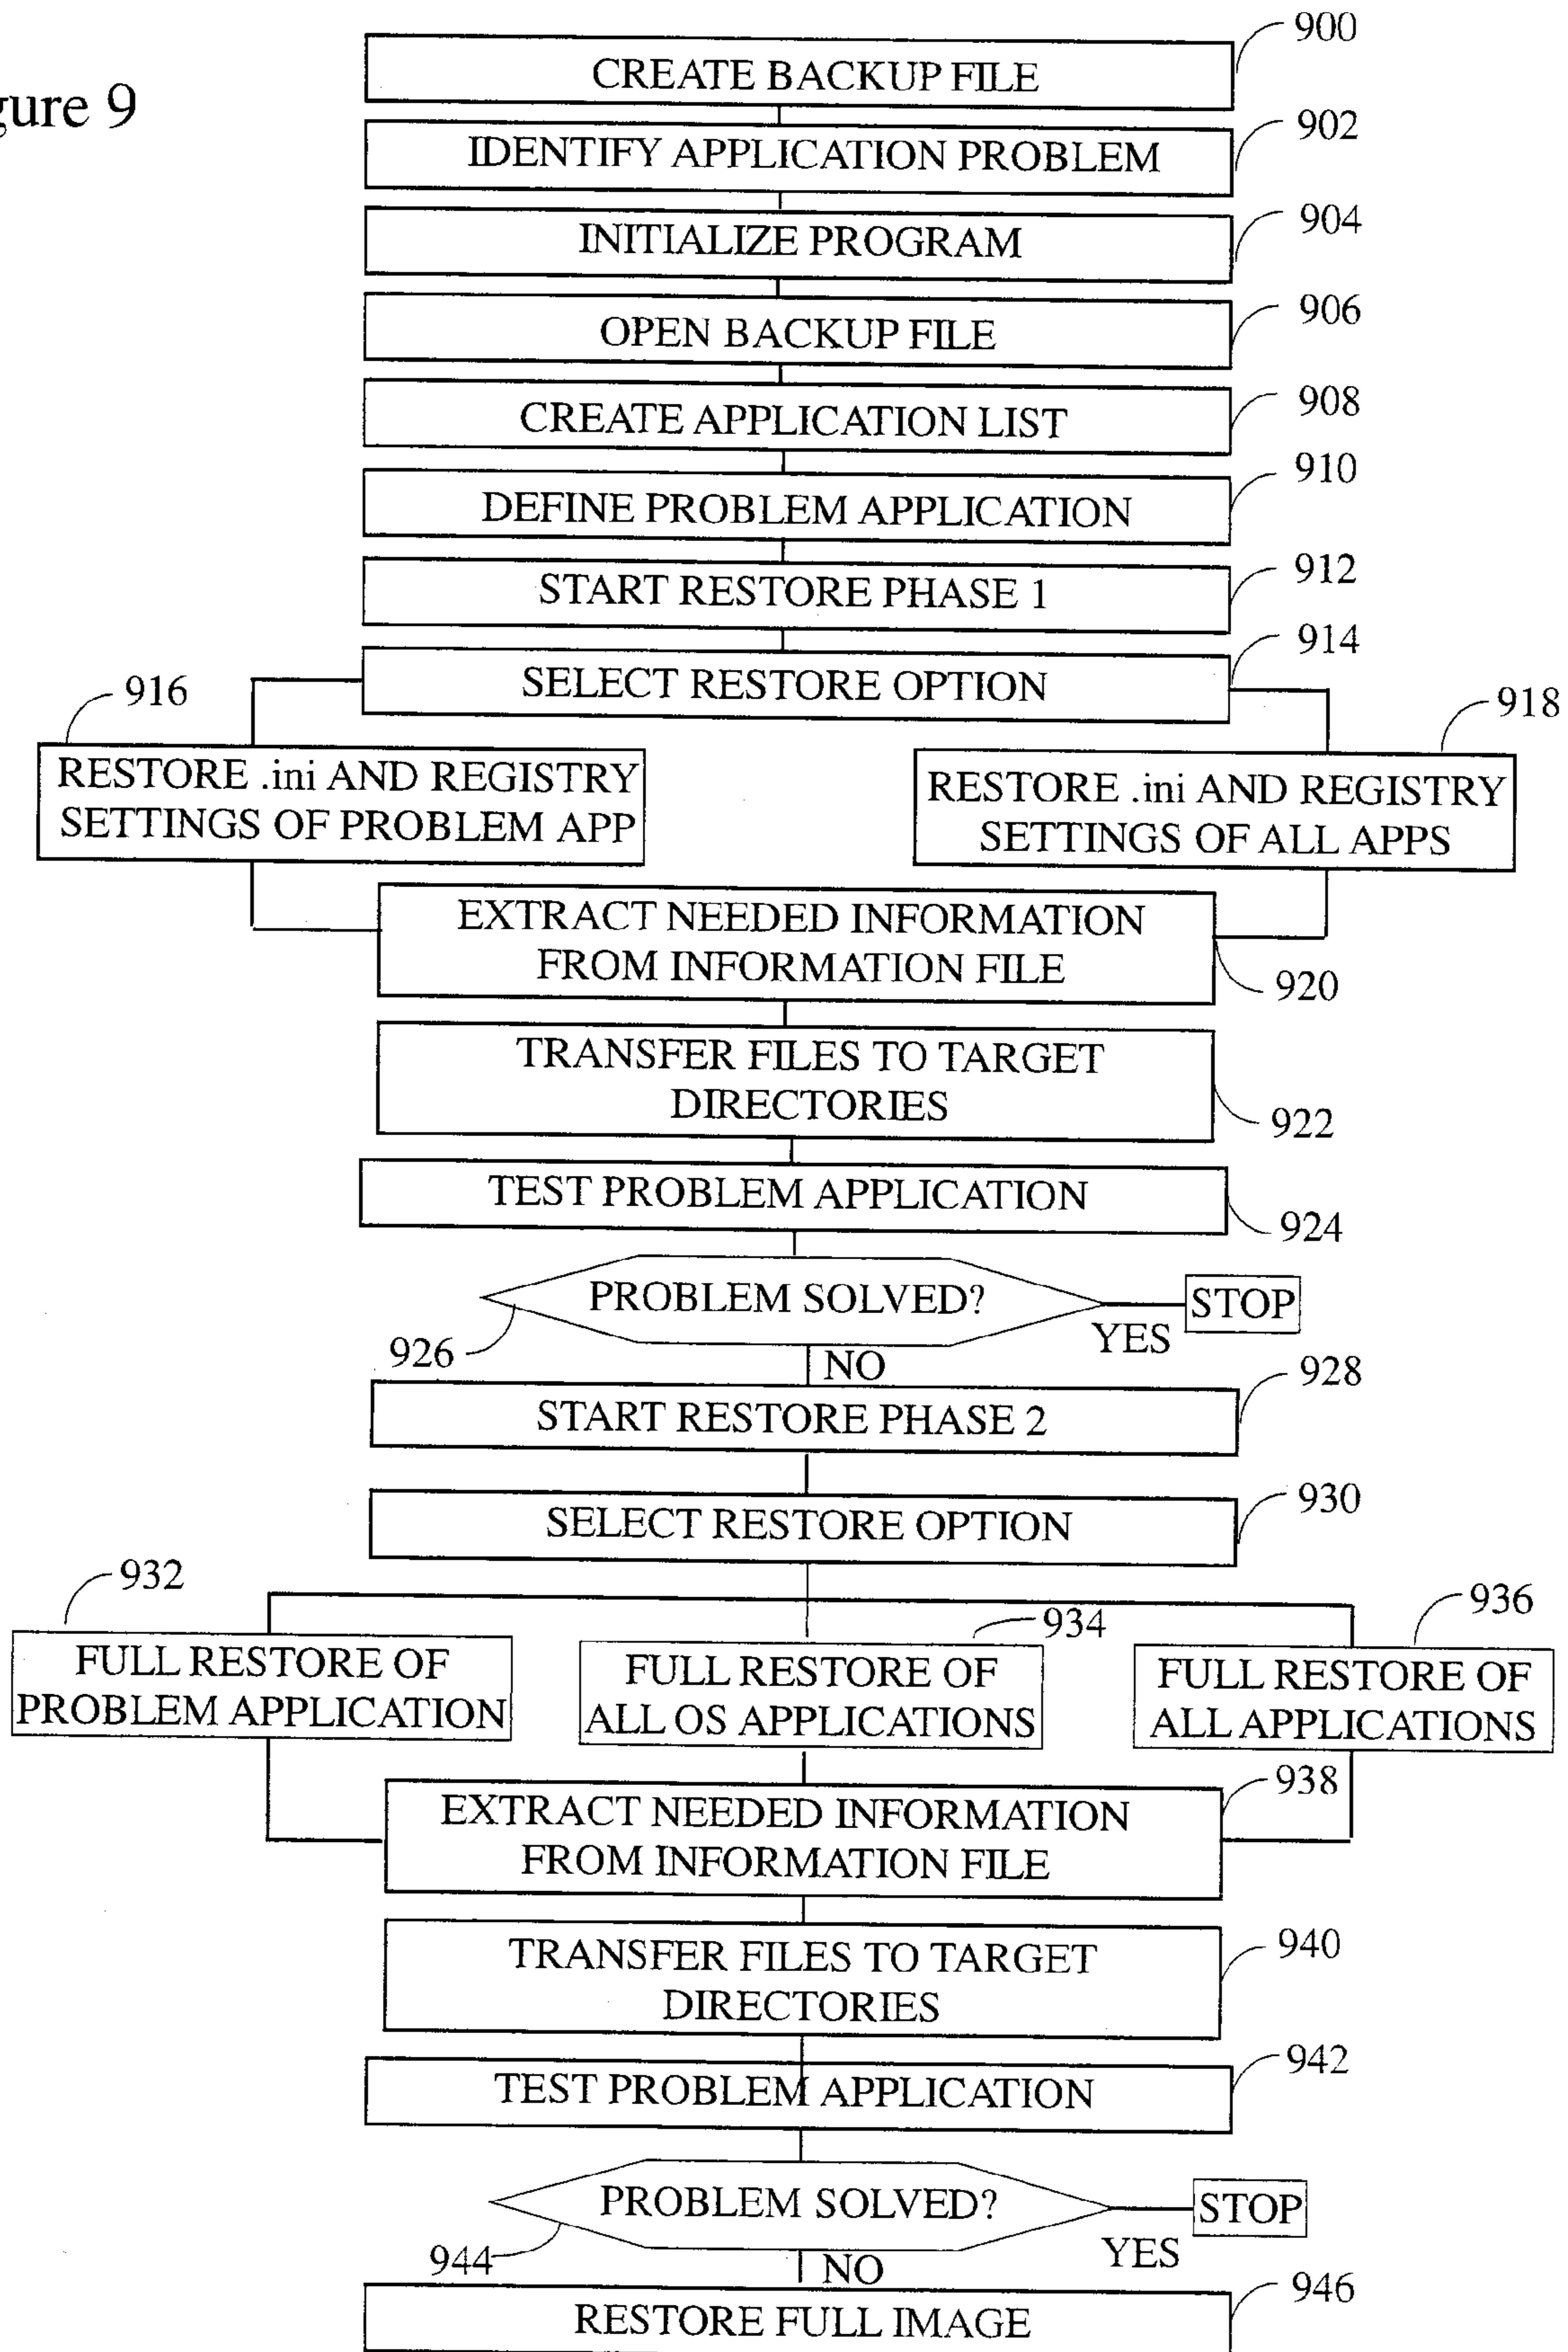 gure 9
900
CREATE BACKUP FILE
902
IDENTIFY APPLICATION PROBLEM
904
INITIALIZE PROGRAM
906
OPEN BACKUP FILE
908
CREATE APPLICATION LIST
910
DEFINE PROBLEM APPLICATION
912
START RESTORE PHASE 1
914
SELECT RESTORE OPTION
916
918
RESTORE .ini AND REGISTRY
SETTINGS OF PROBLEM APP
RESTORE .ini AND REGISTRY
SETTINGS OF ALL APPS
EXTRACT NEEDED INFORMATION
FROM INFORMATION FILE
920
TRANSFER FILES TO TARGET
DIRECTORIES
922
TEST PROBLEM APPLICATION
924
PROBLEM SOLVED?
STOP
YES
926
NO
928
START RESTORE PHASE 2
930
SELECT RESTORE OPTION
932
934
936
FULL RESTORE OF
PROBLEM APPLICATION
FULL RESTORE OF
ALL OS APPLICATIONS
FULL RESTORE OF
ALL APPLICATIONS
938
EXTRACT NEEDED INFORMATION
FROM INFORMATION FILE
940
TRANSFER FILES TO TARGET
DIRECTORIES
942
TEST PROBLEM APPLICATION
PROBLEM SOLVED?
STOP
YES
944
NO
946
RESTORE FULL IMAGE